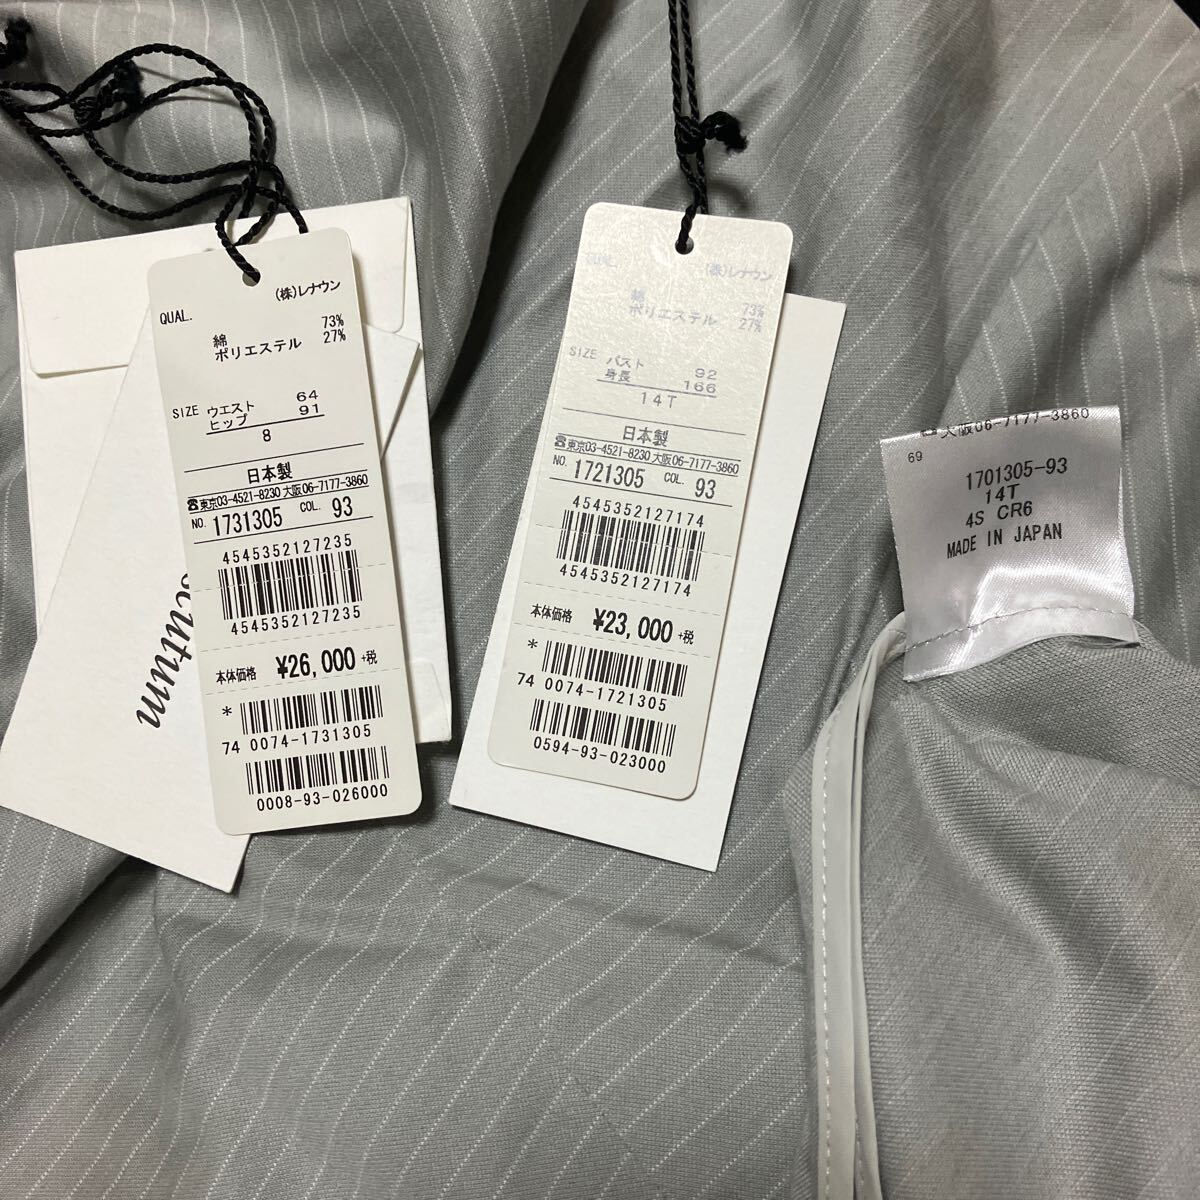 (株)レナウン
QUAL.
綿 73%
ポリエステル 27%
SIZE ウエスト 64
ヒップ 91
8
日本製
☎東京03-4521-8230 大阪06-7177-3860
NO. 1731305 COL. 93
4545352127235
4545352127235
本体価格 ¥26,000 +税
*
74 0074-1731305
0008-93-026000
scutum
(株)レナウン
QUAL.
綿 73%
ポリエステル 27%
SIZE バスト 92
身長 166
14T
日本製
☎東京03-4521-8230 大阪06-7177-3860
NO. 1721305 COL. 93
4545352127174
4545352127174
本体価格 ¥23,000 +税
*
74 0074-1721305
0594-93-023000
☎ 大阪06-7177-3860
69
1701305-93
14T
4S CR6
MADE IN JAPAN